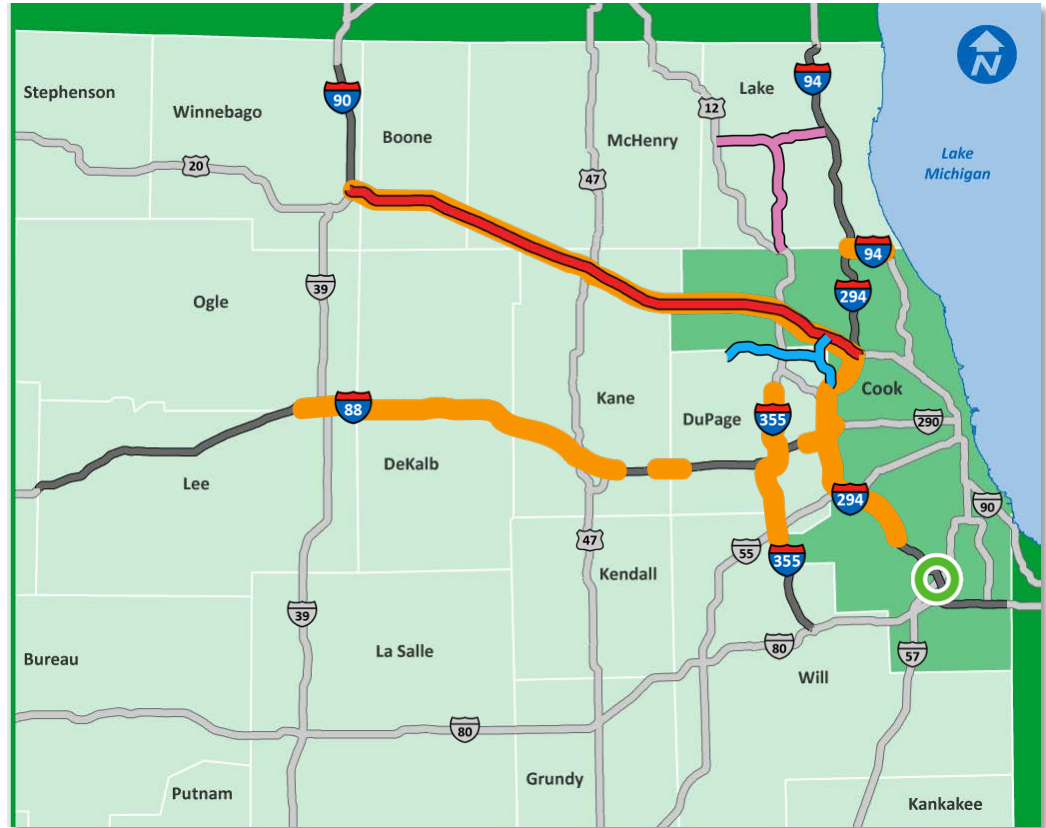 N
90
94
Lake
Stephenson
Winnebago
12
Boone
McHenry
Lake
Michigan
20
47
94
39
294
Ogle
Cook
Kane
88
355
DuPage
290
DeKalb
Lee
294
90
47
55
355
Kendall
39
La Salle
Bureau
80
57
Will
80
Grundy
Putnam
Kankakee